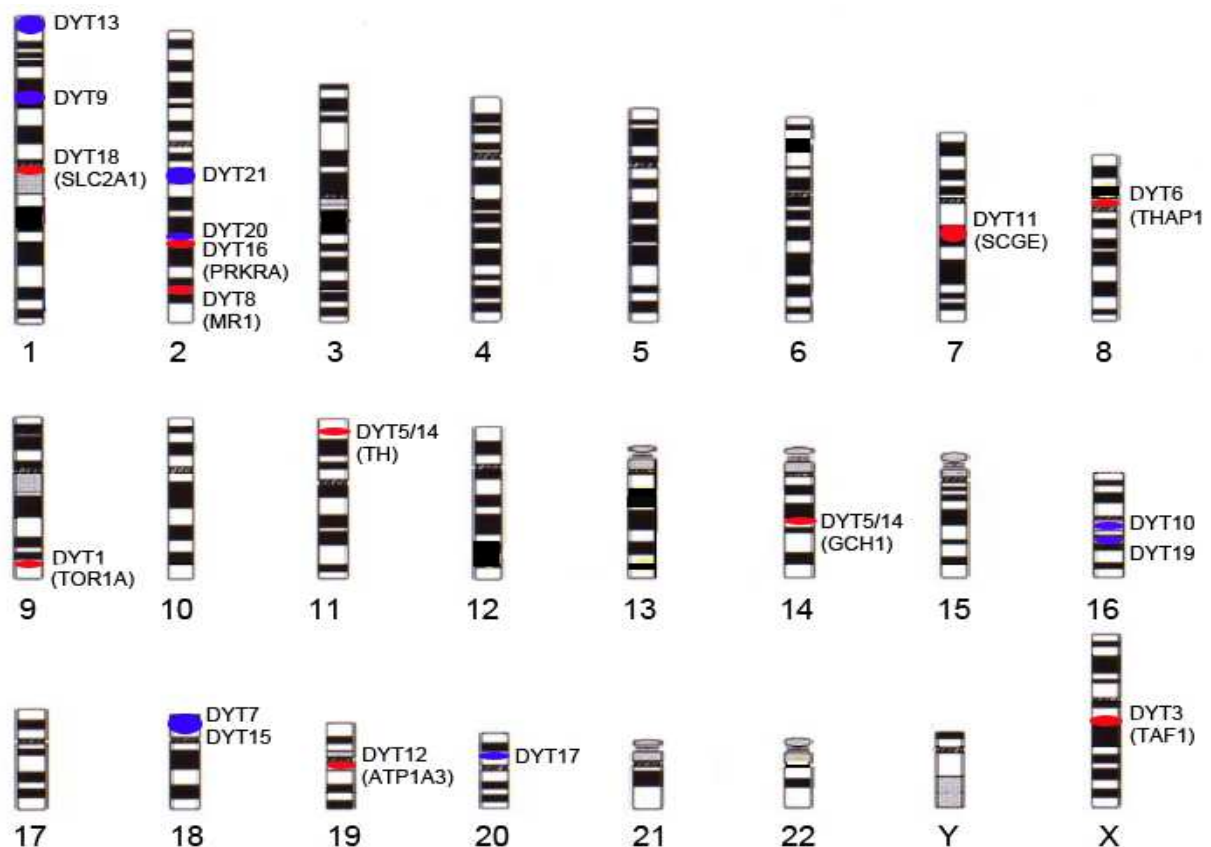 DYT13
DYT9
DYT18
(SLC2A1)
DYT21
DYT20
DYT16
(PRKRA)
DYT8
(MR1)
DYT11
(SCGE)
DYT6
(THAP1
1 2 3 4 5 6 7 8
DYT1
(TOR1A)
DYT5/14
(TH)
DYT5/14
(GCH1)
DYT10
DYT19
9 10 11 12 13 14 15 16
DYT7
DYT15
DYT12
(ATP1A3)
DYT17
DYT3
(TAF1)
17 18 19 20 21 22 Y X